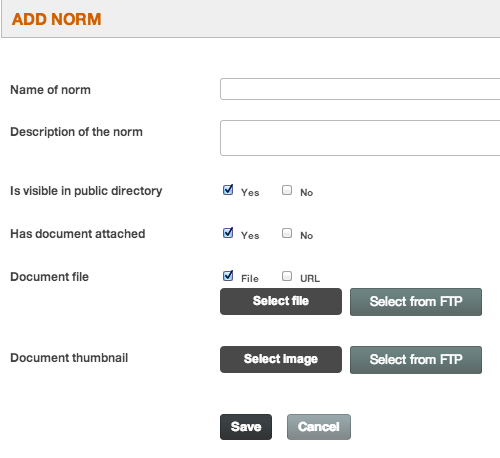 ADD NORM
Name of norm
Description of the norm
Is visible in public directory Yes No
Has document attached Yes No
Document file File URL
Select file Select from FTP
Document thumbnail Select image Select from FTP
Save Cancel